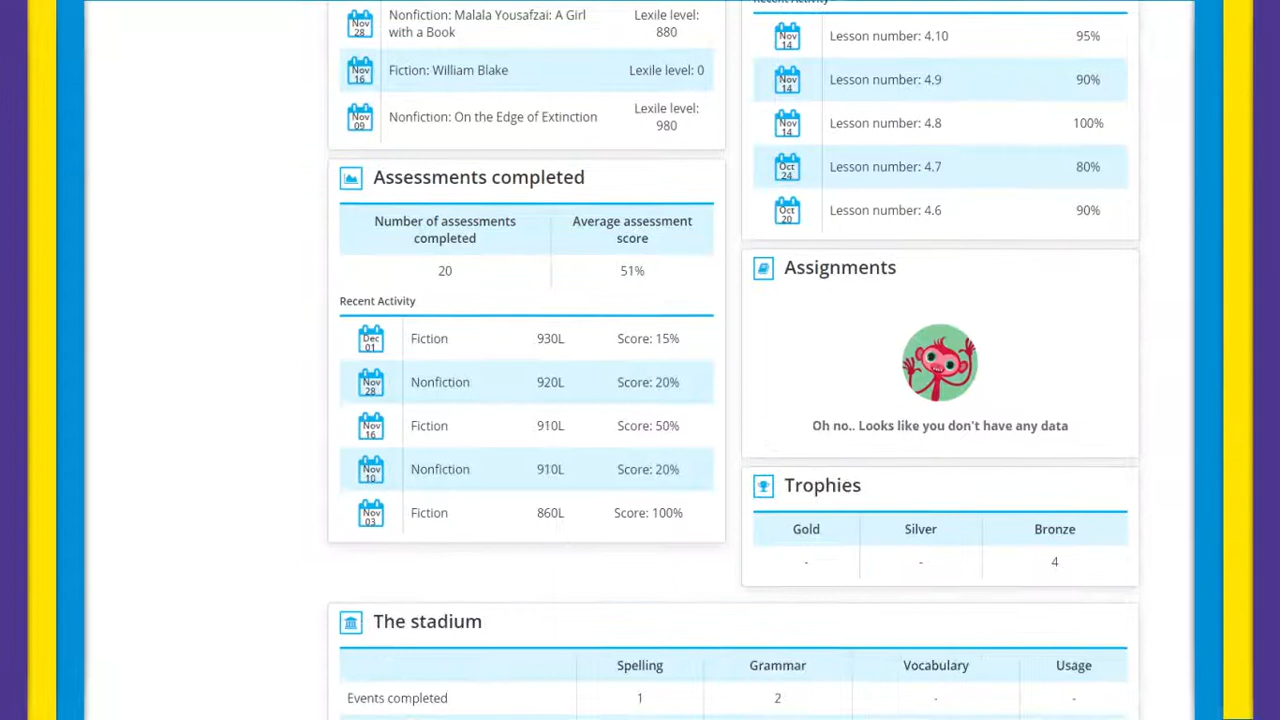 Nov
28
Nonfiction: Malala Yousafzai: A Girl
with a Book
Lexile level:
880
Nov
16
Fiction: William Blake
Lexile level: 0
Nov
09
Nonfiction: On the Edge of Extinction
Lexile level:
980
Assessments completed
Number of assessments
completed
Average assessment
score
20
51%
Recent Activity
Dec
01
Fiction
930L
Score: 15%
Nov
28
Nonfiction
920L
Score: 20%
Nov
16
Fiction
910L
Score: 50%
Nov
10
Nonfiction
910L
Score: 20%
Nov
03
Fiction
860L
Score: 100%
Recent Activity
Nov
14
Lesson number: 4.10
95%
Nov
14
Lesson number: 4.9
90%
Nov
14
Lesson number: 4.8
100%
Oct
24
Lesson number: 4.7
80%
Oct
20
Lesson number: 4.6
90%
Assignments
Oh no.. Looks like you don't have any data
Trophies
Gold
Silver
Bronze
-
-
4
The stadium
Spelling
Grammar
Vocabulary
Usage
Events completed
1
2
-
-